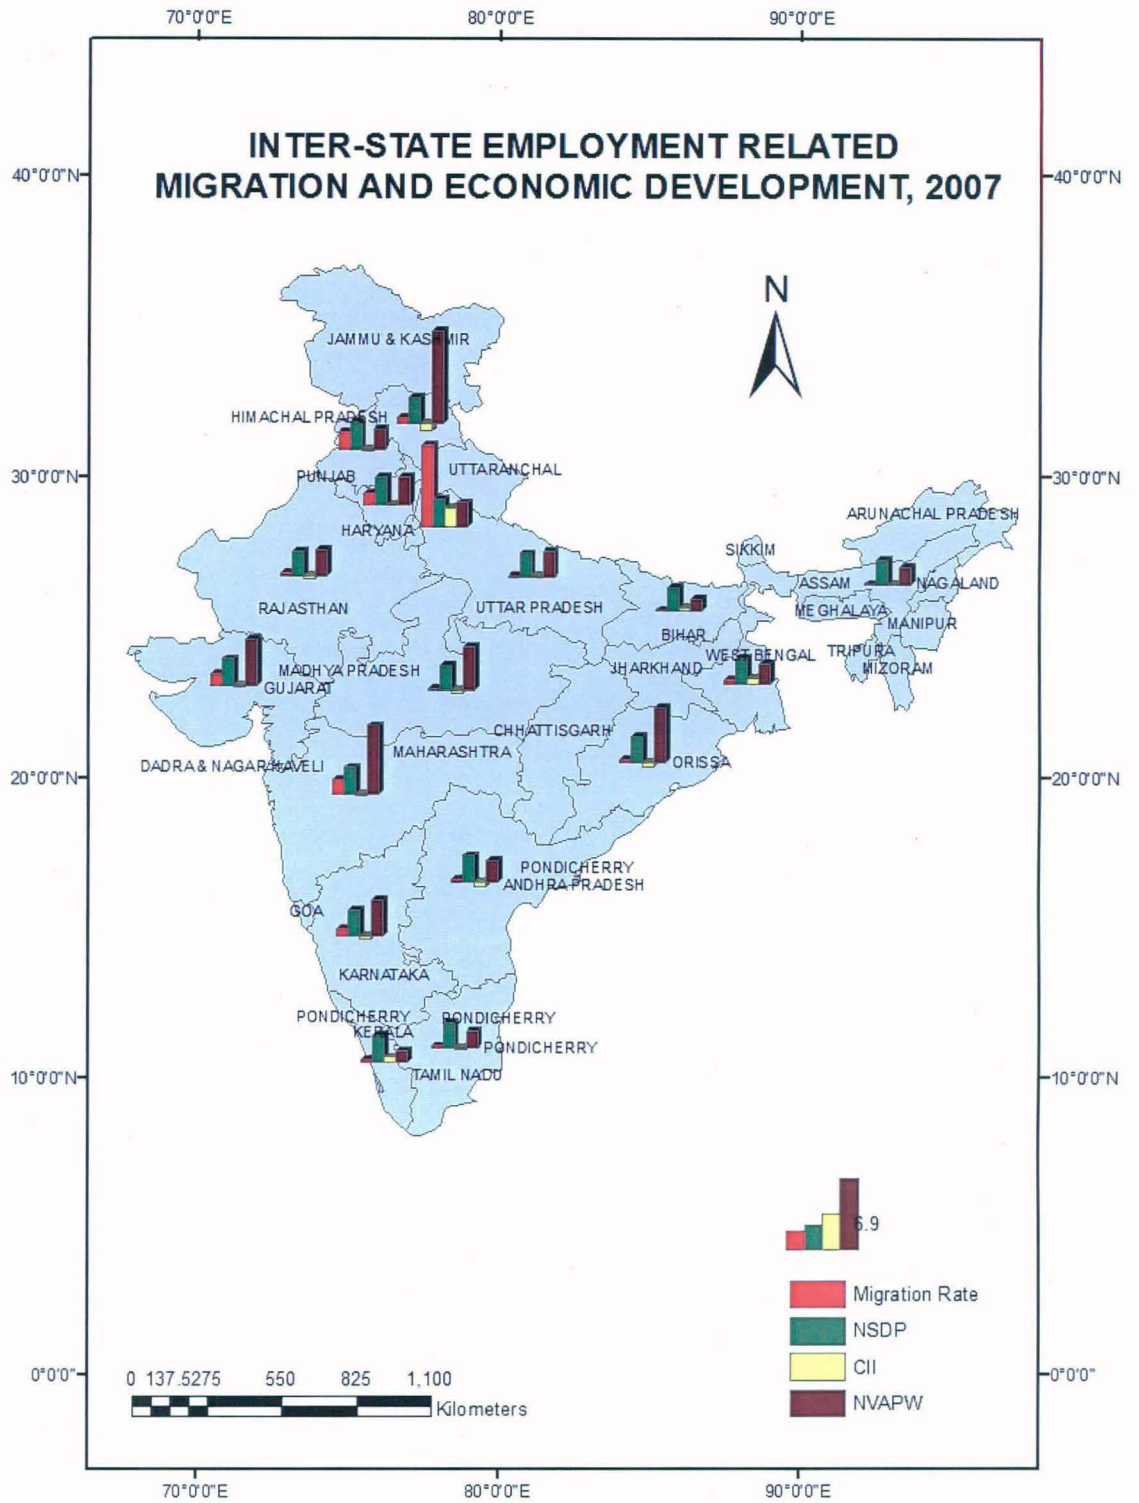 70°0'0"E 80°0'0"E 90°0'0"E
INTER-STATE EMPLOYMENT RELATED
MIGRATION AND ECONOMIC DEVELOPMENT, 2007
40°0'0"N 40°0'0"N
N
JAMMU & KASHMIR
HIMACHAL PRADESH
PUNJAB UTTARANCHAL
30°0'0"N 30°0'0"N
HARYANA ARUNACHAL PRADESH
SIKKIM
ASSAM NAGALAND
RAJASTHAN UTTAR PRADESH MEGHALAYA
MANIPUR
BIHAR
WEST BENGAL TRIPURA
MADHYA PRADESH JHARKHAND MIZORAM
GUJARAT
CHHATTISGARH
MAHARASHTRA
DADRA & NAGAR HAVELI ORISSA
20°0'0"N 20°0'0"N
PONDICHERRY
ANDHRA PRADESH
GOA
KARNATAKA
PONDICHERRY PONDICHERRY
KERALA
PONDICHERRY
TAMIL NADU
10°0'0"N 10°0'0"N
6.9
Migration Rate
NSDP
CII
NVAPW
0°0'0" 0°0'0"
0 137.5275 550 825 1,100
Kilometers
70°0'0"E 80°0'0"E 90°0'0"E